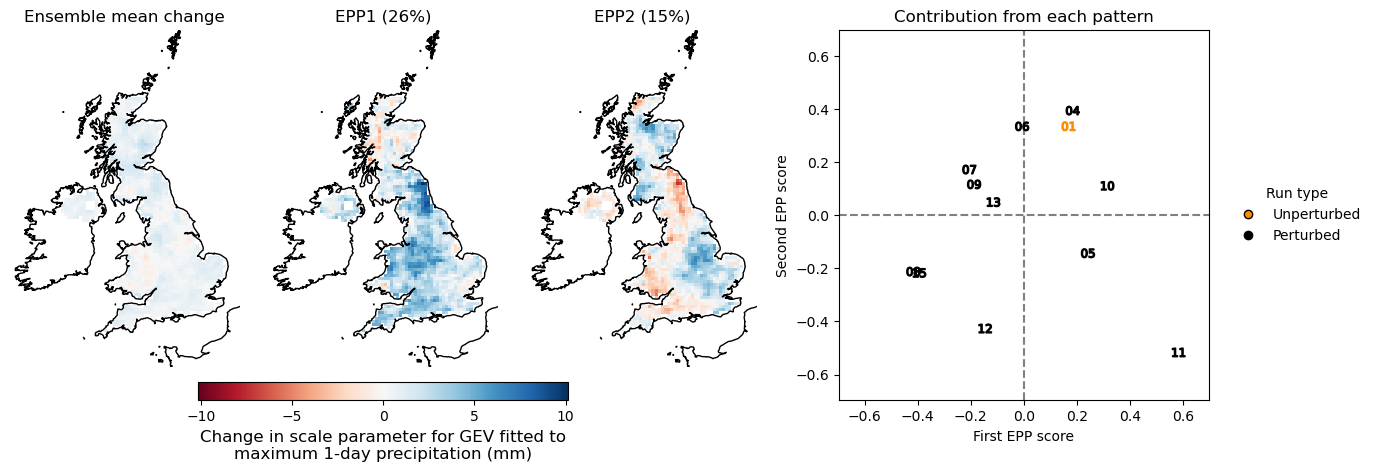 Ensemble mean change
EPP1 (26%)
EPP2 (15%)
Contribution from each pattern
−10
−5
0
5
10
Change in scale parameter for GEV fitted to
maximum 1-day precipitation (mm)
Second EPP score
0.6
0.4
0.2
0.0
−0.2
−0.4
−0.6
04
06
01
07
09
10
13
05
15
12
11
−0.6
−0.4
−0.2
0.0
0.2
0.4
0.6
First EPP score
Run type
Unperturbed
Perturbed